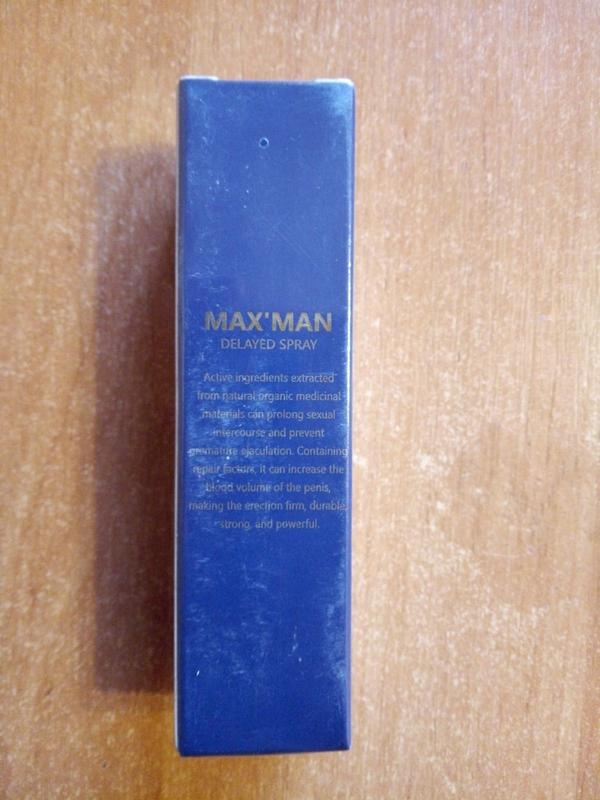 MAX'MAN
DELAYED SPRAY
Active ingredients extracted
from natural organic medicinal
materials can prolong sexual
intercourse and prevent
premature ejaculation. Containing
repair factors, it can increase the
blood volume of the penis,
making the erection firm, durable,
strong, and powerful.